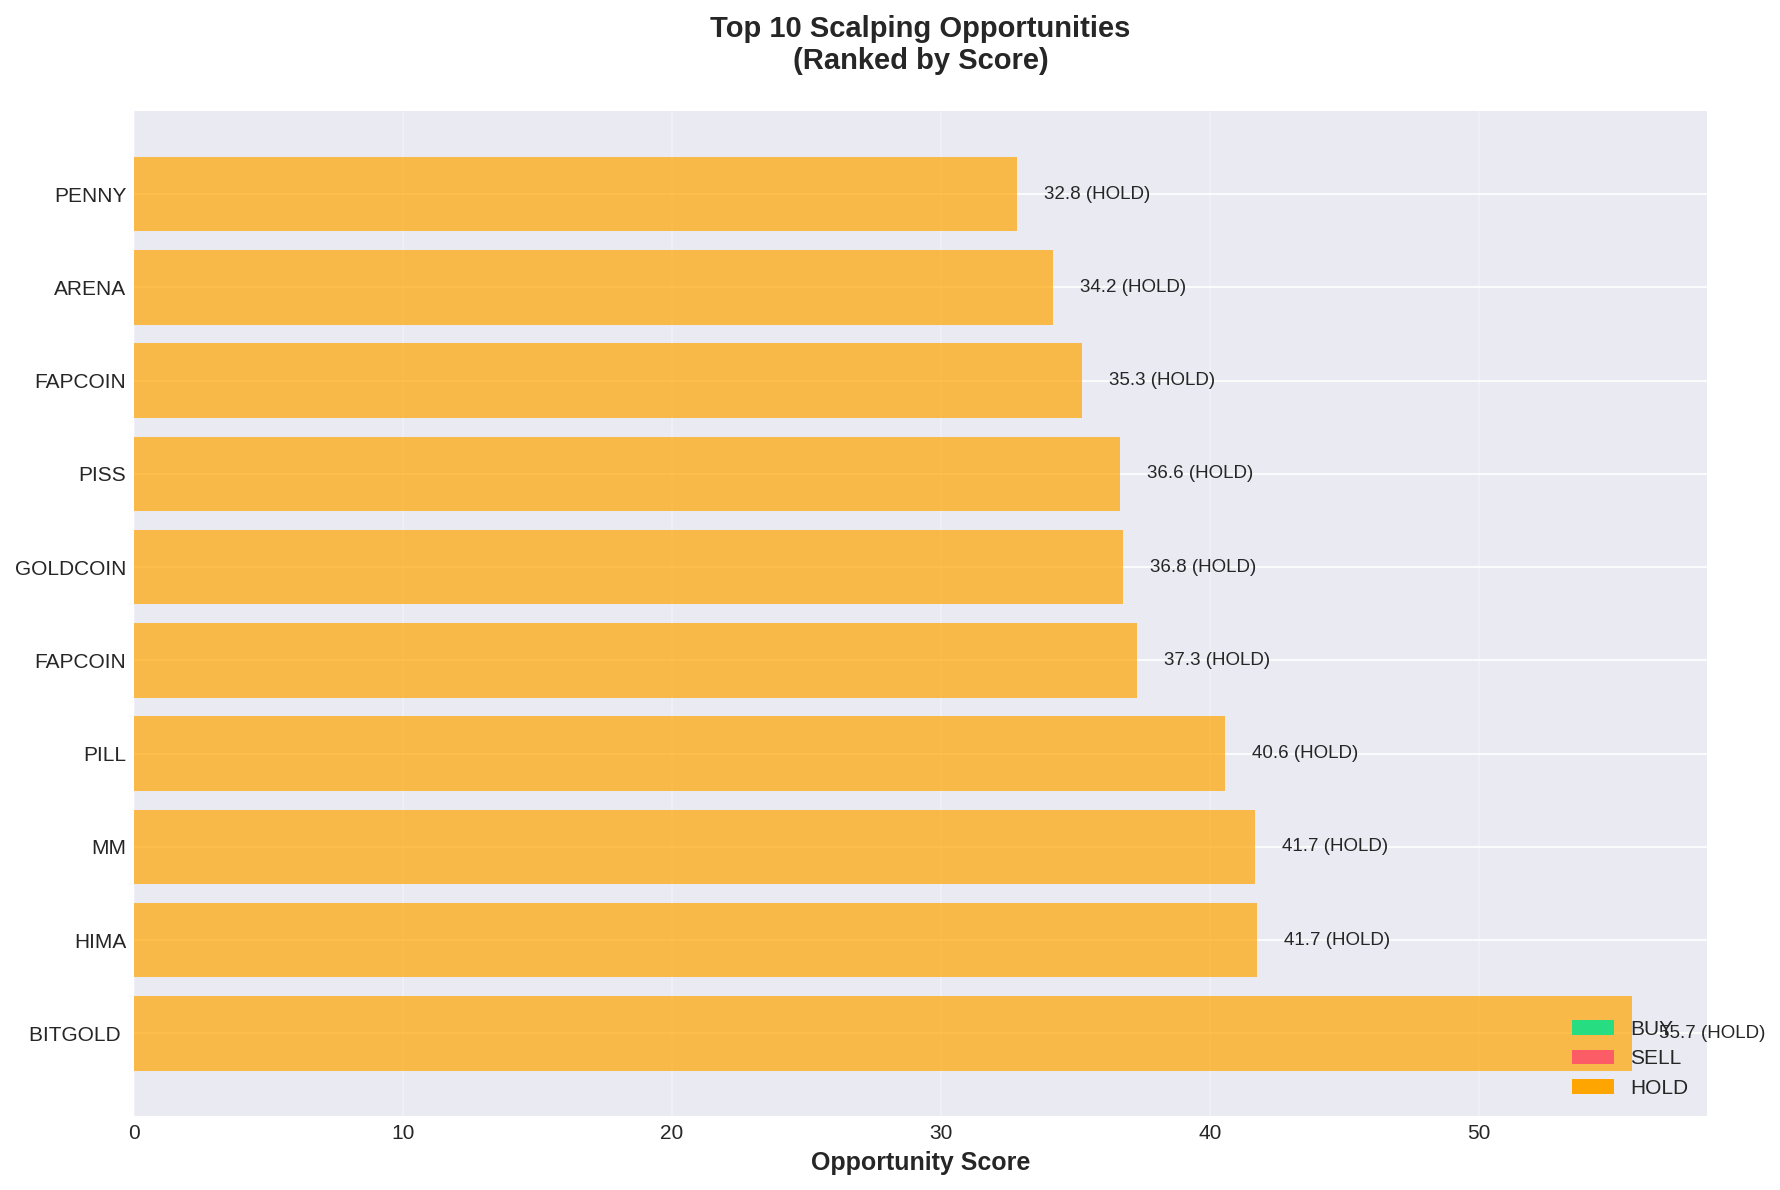 Top 10 Scalping Opportunities
(Ranked by Score)
PENNY
32.8 (HOLD)
ARENA
34.2 (HOLD)
FAPCOIN
35.3 (HOLD)
PISS
36.6 (HOLD)
GOLDCOIN
36.8 (HOLD)
FAPCOIN
37.3 (HOLD)
PILL
40.6 (HOLD)
MM
41.7 (HOLD)
HIMA
41.7 (HOLD)
BITGOLD
55.7 (HOLD)
BUY
SELL
HOLD
0 10 20 30 40 50
Opportunity Score